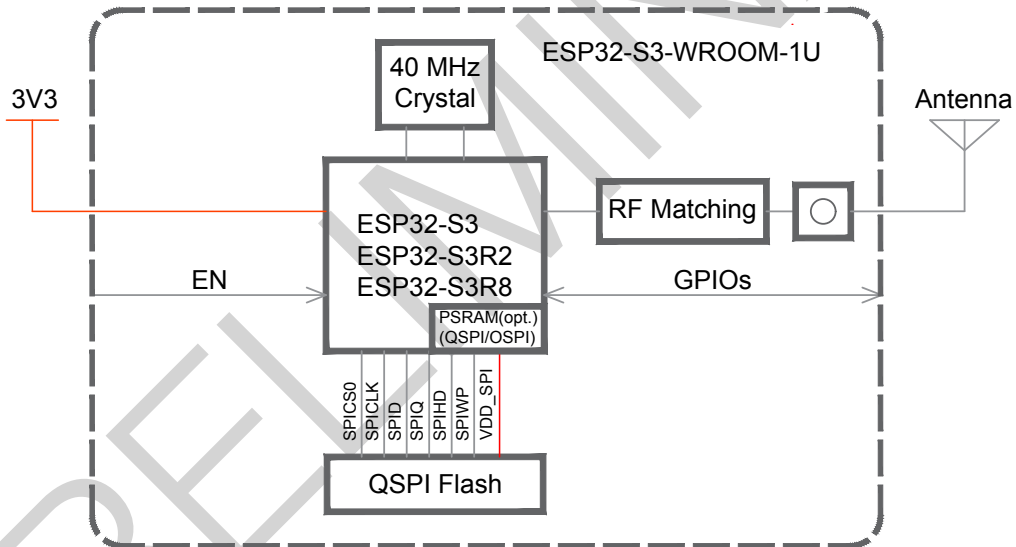 ESP32-S3-WROOM-1U
40 MHz
Crystal
3V3
Antenna
ESP32-S3
ESP32-S3R2
ESP32-S3R8
RF Matching
EN
GPIOs
PSRAM(opt.)
(QSPI/OSPI)
SPICS0
SPICLK
SPID
SPIQ
SPIHD
SPIWP
VDD_SPI
QSPI Flash